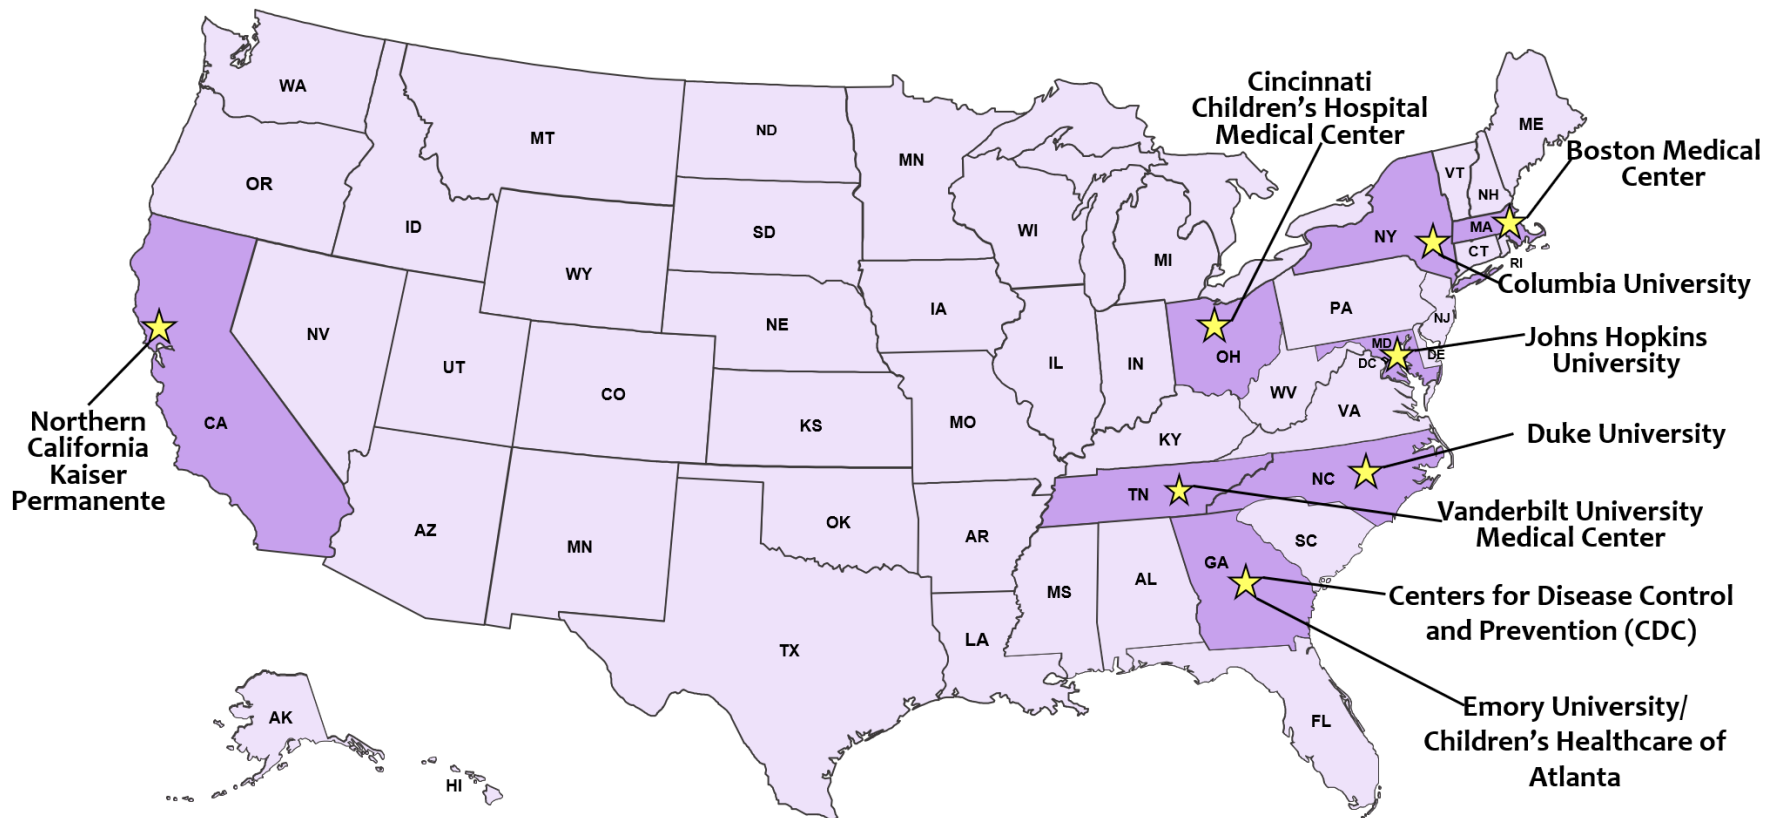 Cincinnati
Children's Hospital
Medical Center
Boston Medical
Center
Columbia University
Johns Hopkins
University
Duke University
Vanderbilt University
Medical Center
Centers for Disease Control
and Prevention (CDC)
Emory University/
Children's Healthcare of
Atlanta
Northern
California
Kaiser
Permanente
WA
OR
ID
MT
ND
MN
SD
WY
NE
IA
WI
MI
NV
UT
CO
KS
MO
IL
IN
OH
KY
WV
VA
PA
NY
VT
NH
ME
MA
CT
RI
NJ
MD
DE
DC
CA
AZ
MN
OK
AR
TN
NC
SC
GA
AL
MS
LA
TX
FL
AK
HI